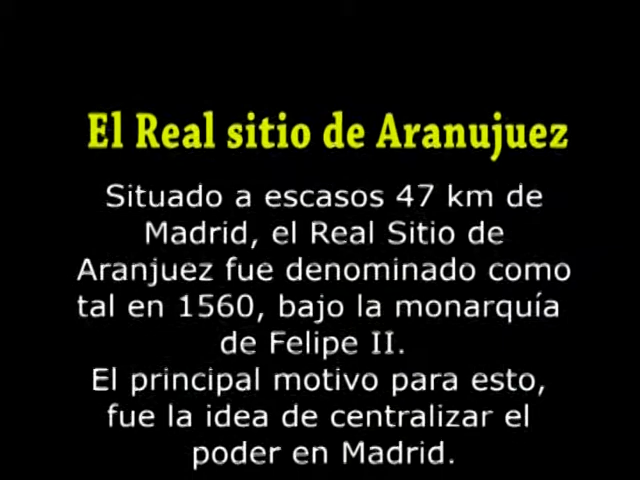 El Real sitio de Aranujuez
Situado a escasos 47 km de
Madrid, el Real Sitio de
Aranjuez fue denominado como
tal en 1560, bajo la monarquía
de Felipe II.
El principal motivo para esto,
fue la idea de centralizar el
poder en Madrid.